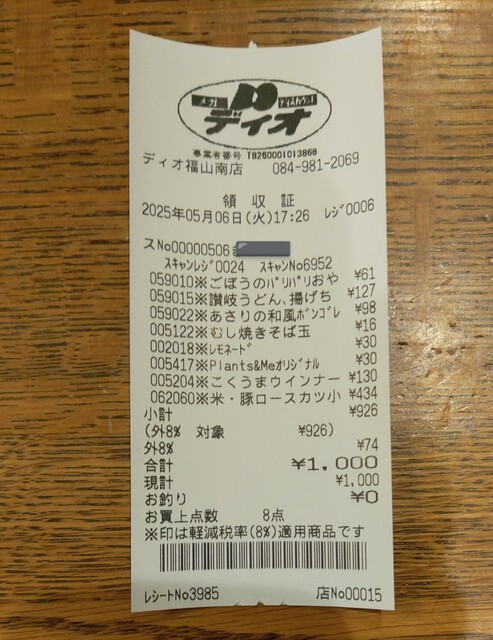 メガ ディスカウント
ディオ
事業者番号 T8260001013868
ディオ福山南店 084-981-2069
領 収 証
2025年05月06日(火)17:26 ﾚｼﾞ0006
スNo00000506
ｽｷｬﾝﾚｼﾞ0024 ｽｷｬﾝNo6952
059010※ごぼうのﾊﾟﾘﾊﾟﾘおや ¥61
059015※讃岐うどん､揚げち ¥127
059022※あさりの和風ﾎﾞﾝｺﾞﾚ ¥98
005122※むし焼きそば玉 ¥16
002018※ﾚﾓﾈｰﾄﾞ ¥30
005417※Plants&Meｵﾘｼﾞﾅﾙ ¥30
005204※こくうまウインナー ¥130
062060※米・豚ロースカツ小 ¥434
小計 ¥926
(外8% 対象 ¥926)
外8% ¥74
合計 ¥1,000
現計 ¥1,000
お釣り ¥0
お買上点数 8点
※印は軽減税率(8%)適用商品です
ﾚｼｰﾄNo3985 店No00015